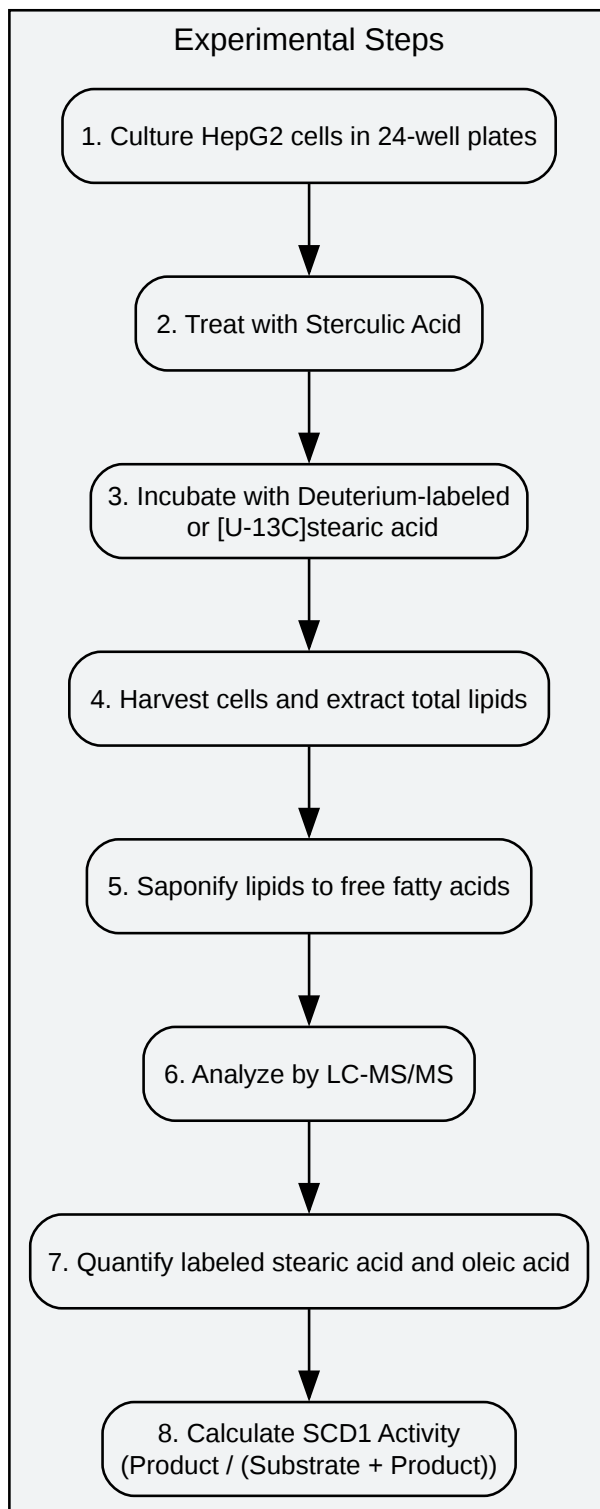 Experimental Steps
1. Culture HepG2 cells in 24-well plates
2. Treat with Sterculic Acid
3. Incubate with Deuterium-labeled
or [U-13C]stearic acid
4. Harvest cells and extract total lipids
5. Saponify lipids to free fatty acids
6. Analyze by LC-MS/MS
7. Quantify labeled stearic acid and oleic acid
8. Calculate SCD1 Activity
(Product / (Substrate + Product))